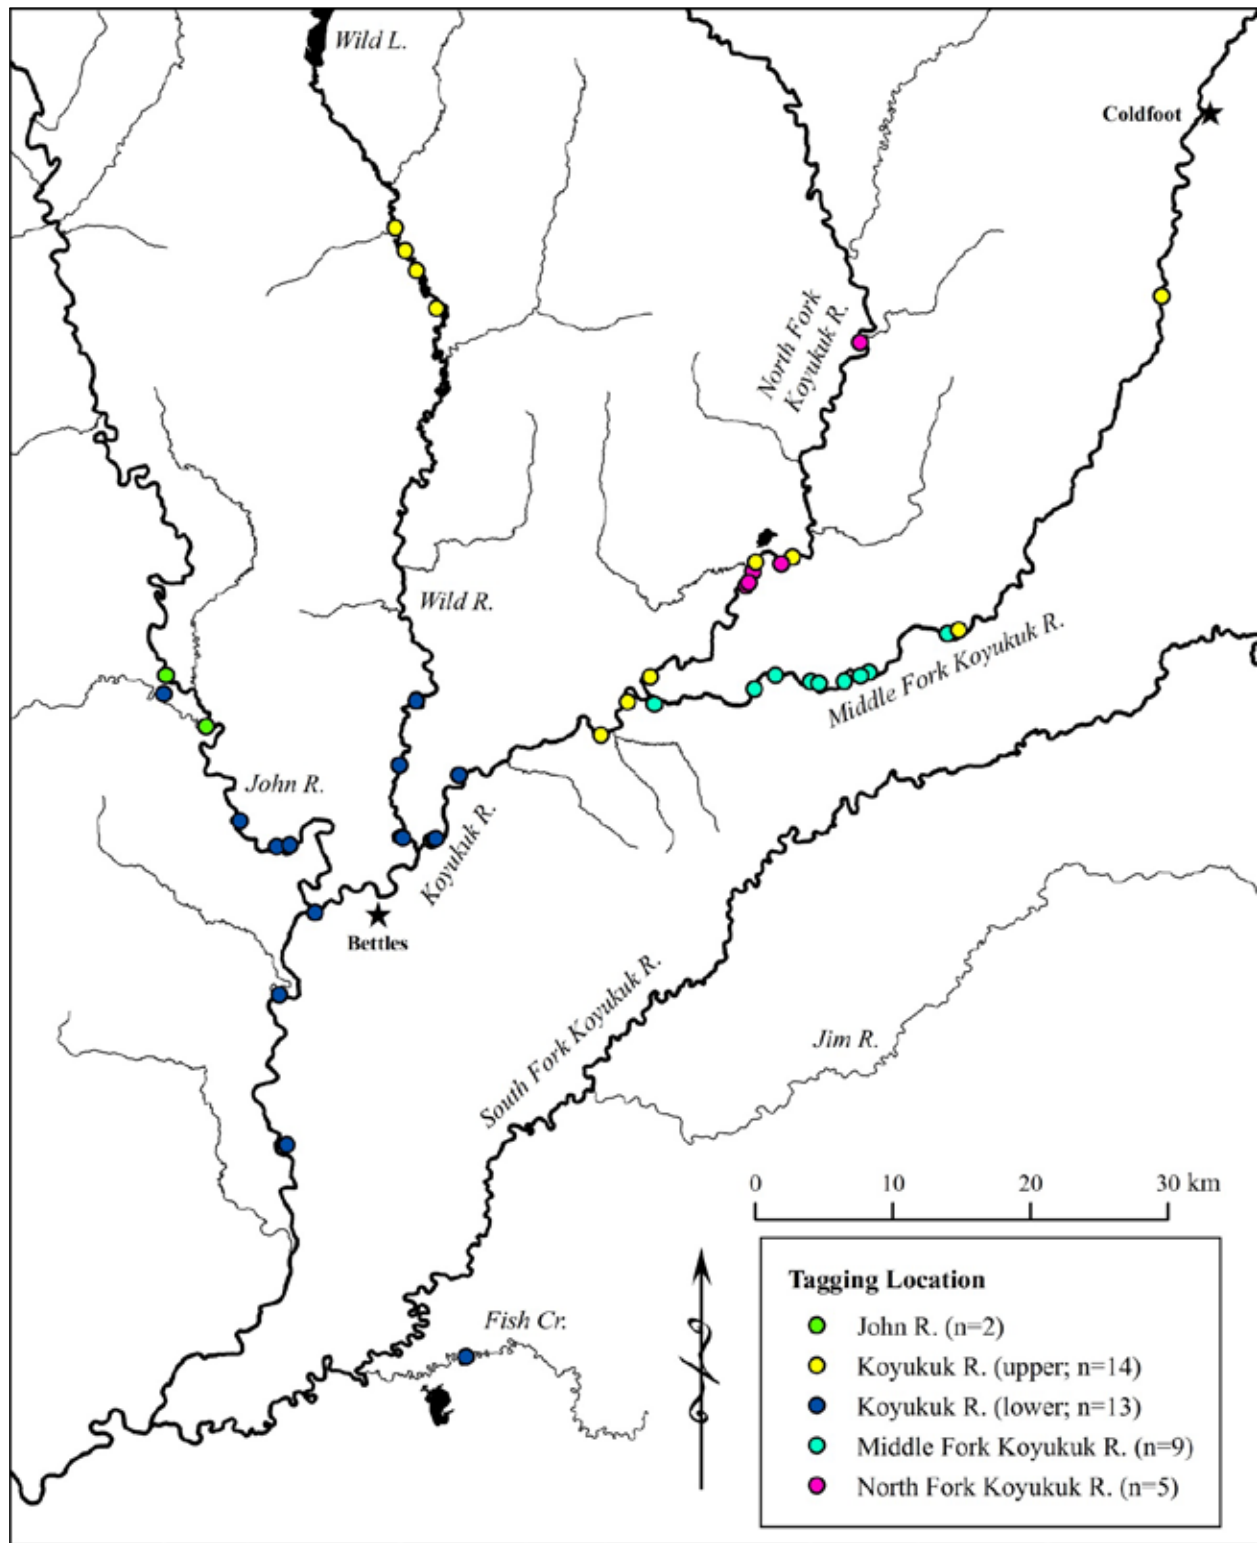 Wild L.
Coldfoot
North Fork
Koyukuk R.
Wild R.
Middle Fork Koyukuk R.
John R.
Koyukuk R.
Bettles
South Fork Koyukuk R.
Jim R.
0 10 20 30 km
Fish Cr.
Tagging Location
John R. (n=2)
Koyukuk R. (upper; n=14)
Koyukuk R. (lower; n=13)
Middle Fork Koyukuk R. (n=9)
North Fork Koyukuk R. (n=5)